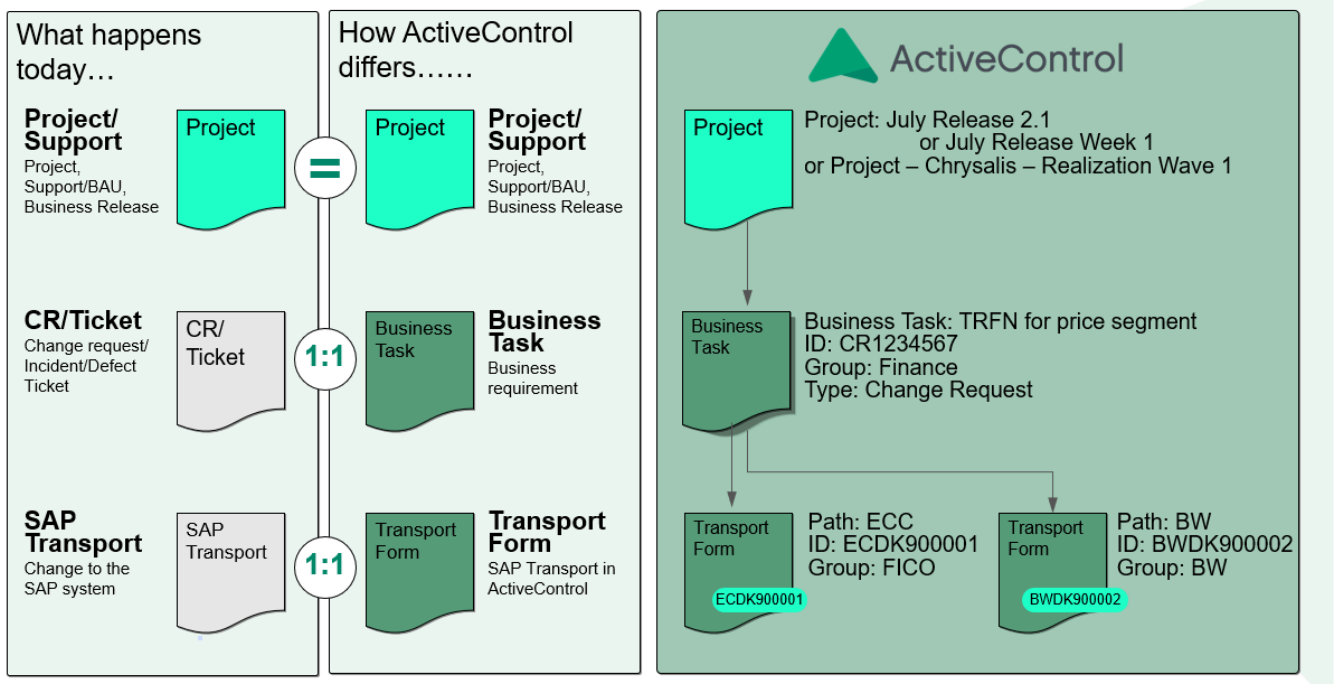 What happens
today…
Project/
Support
Project,
Support/BAU,
Business Release
Project
=
CR/Ticket
Change request/
Incident/Defect
Ticket
CR/
Ticket
1:1
SAP
Transport
Change to the
SAP system
SAP
Transport
1:1
How ActiveControl
differs……
Project
Project/
Support
Project,
Support/BAU,
Business Release
Business
Task
Business
Task
Business
requirement
Transport
Form
Transport
Form
SAP Transport in
ActiveControl
ActiveControl
Project
Project: July Release 2.1
or July Release Week 1
or Project – Chrysalis – Realization Wave 1
Business
Task
Business Task: TRFN for price segment
ID: CR1234567
Group: Finance
Type: Change Request
Transport
Form
ECDK900001
Path: ECC
ID: ECDK900001
Group: FICO
Transport
Form
BWDK900002
Path: BW
ID: BWDK900002
Group: BW